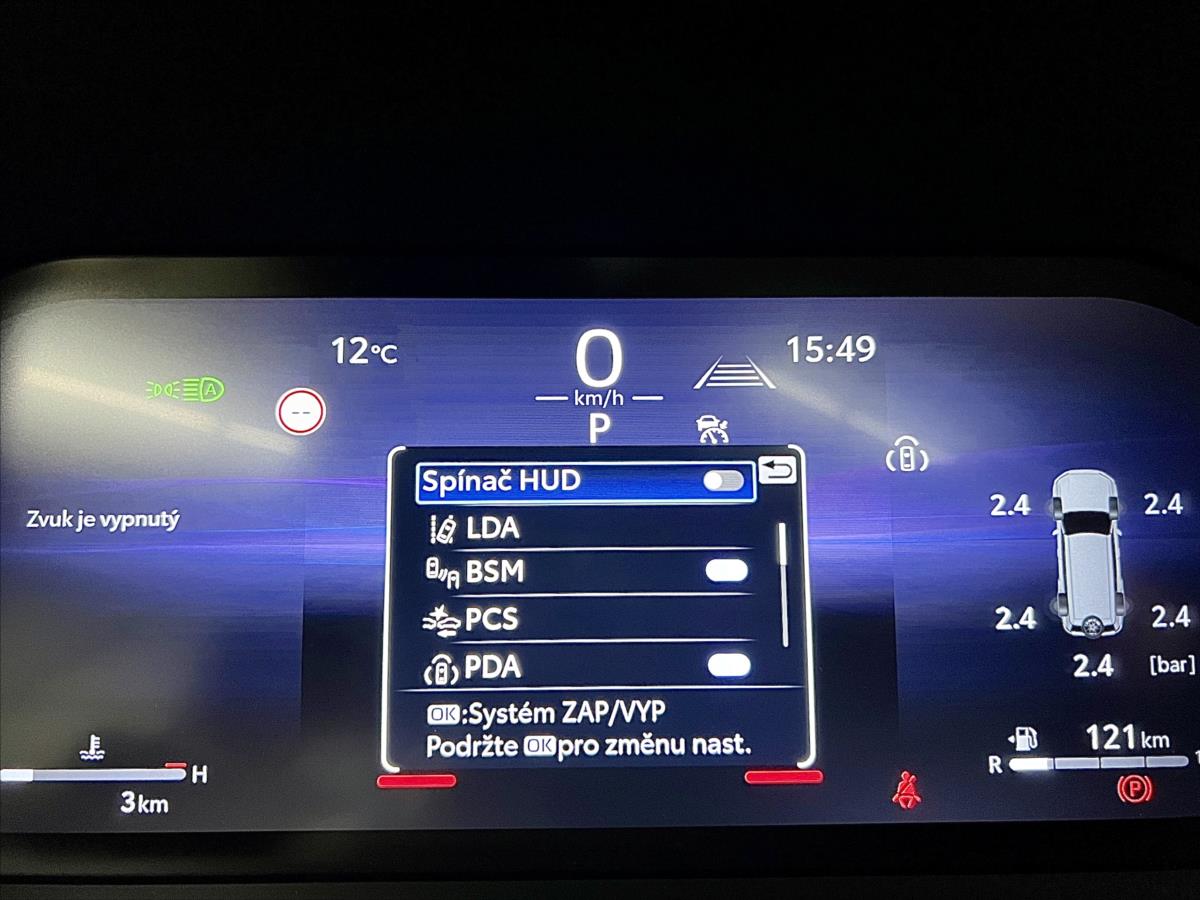 12°C
0
15:49
km/h
A
--
P
Spínač HUD
2.4
2.4
Zvuk je vypnutý
LDA
BSM
PCS
2.4
2.4
PDA
2.4 [bar]
OK:Systém ZAP/VYP
Podržte OK pro změnu nast.
121km
R
H
3km
P